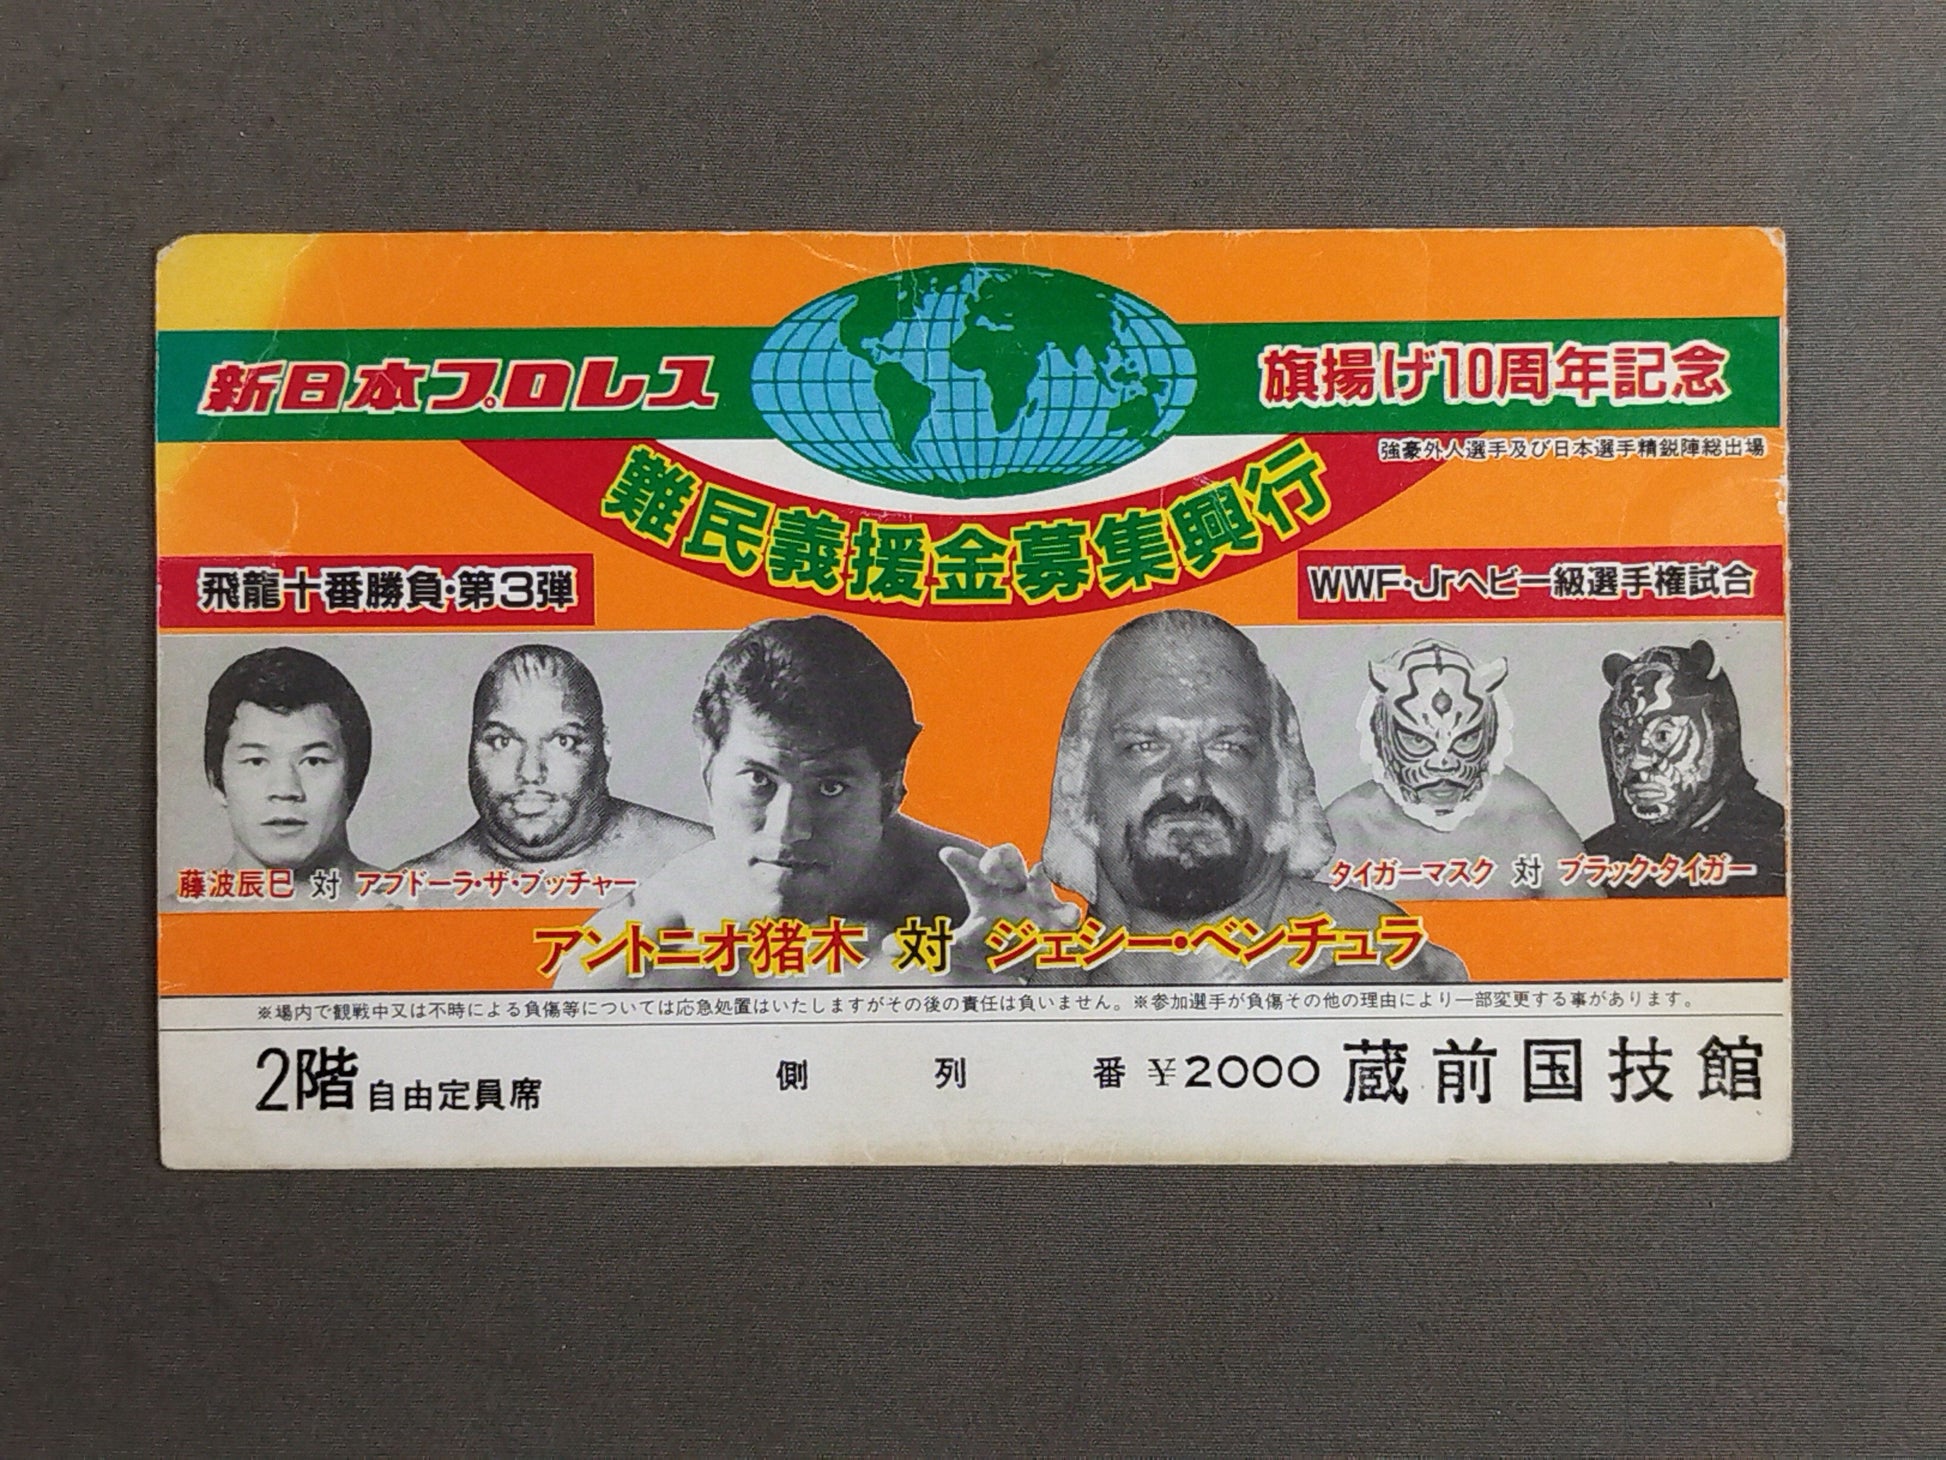 新日本プロレス
旗揚げ10周年記念
強豪外人選手及び日本選手精鋭陣総出場
難民義援金募集興行
飛龍十番勝負・第3弾
WWF・Jrヘビー級選手権試合
藤波辰巳 対 アブドーラ・ザ・ブッチャー
タイガーマスク 対 ブラック・タイガー
アントニオ猪木 対 ジェシー・ベンチュラ
※場内で観戦中又は不時による負傷等については応急処置はいたしますがその後の責任は負いません。※参加選手が負傷その他の理由により一部変更する事があります。
2階自由定員席 側 列 番 ¥2000 蔵前国技館